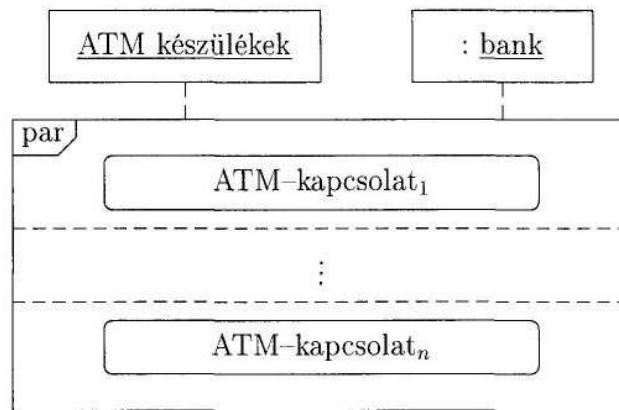 ATM készülékek
: bank
par
ATM–kapcsolat₁
⋮
ATM–kapcsolatₙ